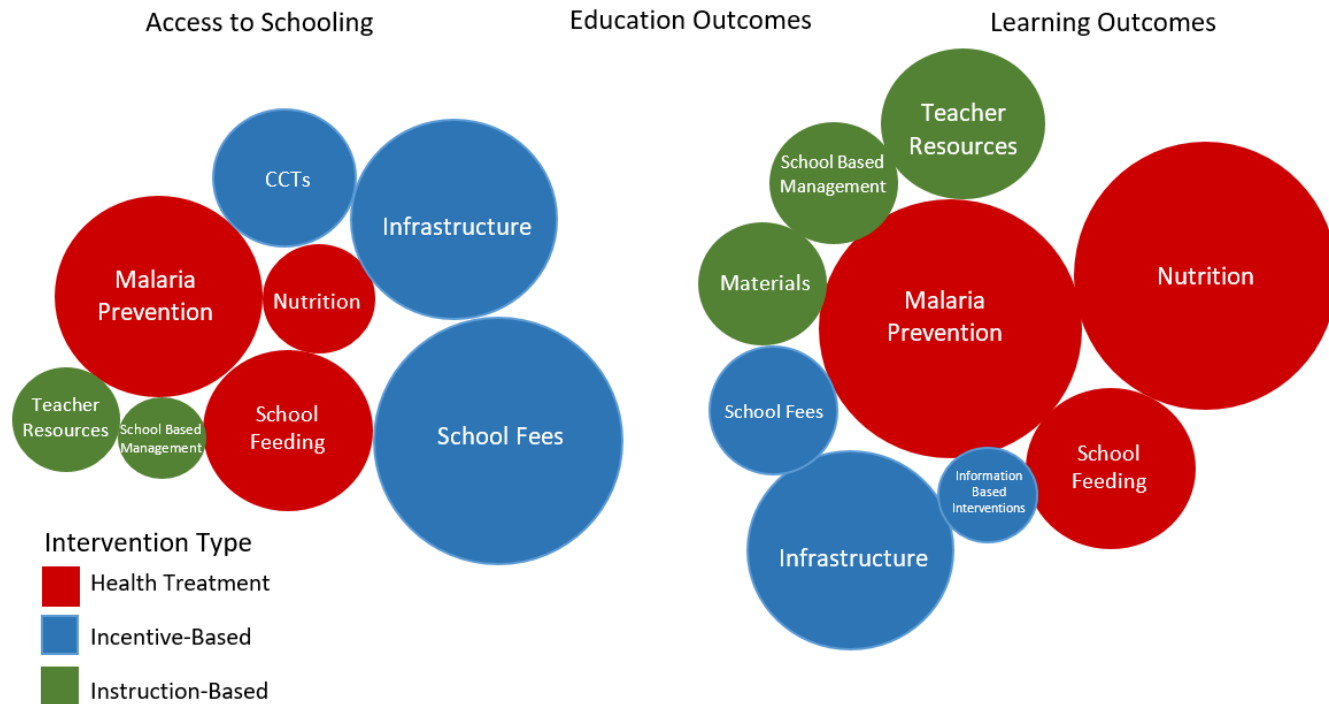 Access to Schooling
Education Outcomes
Learning Outcomes
CCTs
Infrastructure
Malaria
Prevention
Nutrition
Teacher
Resources
School Based
Management
School
Feeding
School Fees
Teacher
Resources
School Based
Management
Materials
Malaria
Prevention
Nutrition
School Fees
Information
Based
Interventions
School
Feeding
Infrastructure
Intervention Type
Health Treatment
Incentive-Based
Instruction-Based